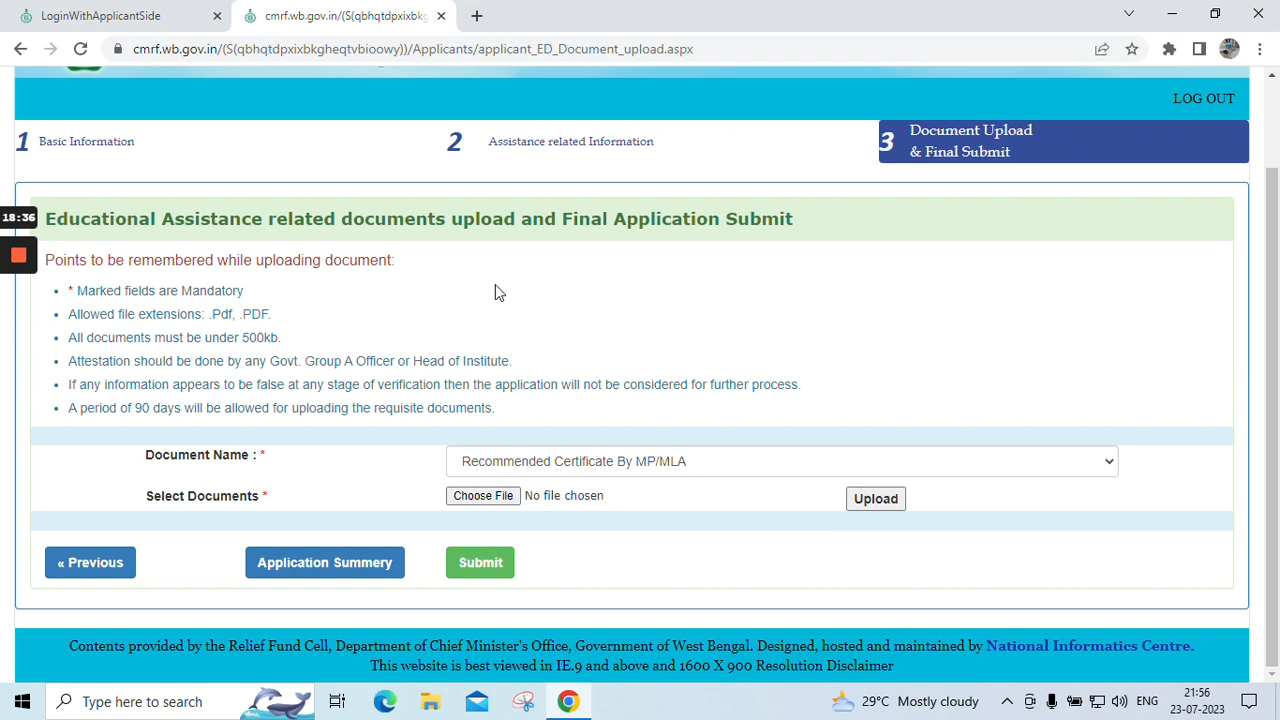 LoginWithApplicantSide
cmrf.wb.gov.in/(S(qbhqtdpxixbkg
cmrf.wb.gov.in/(S(qbhqtdpxixbkgheqtvbioowy))/Applicants/applicant_ED_Document_upload.aspx
LOG OUT
1 Basic Information
2 Assistance related Information
3 Document Upload
& Final Submit
18:36
Educational Assistance related documents upload and Final Application Submit
Points to be remembered while uploading document:
• * Marked fields are Mandatory
• Allowed file extensions: .Pdf, .PDF.
• All documents must be under 500kb.
• Attestation should be done by any Govt. Group A Officer or Head of Institute.
• If any information appears to be false at any stage of verification then the application will not be considered for further process.
• A period of 90 days will be allowed for uploading the requisite documents.
Document Name : * Recommended Certificate By MP/MLA
Select Documents * Choose File No file chosen Upload
« Previous Application Summery Submit
Contents provided by the Relief Fund Cell, Department of Chief Minister's Office, Government of West Bengal. Designed, hosted and maintained by National Informatics Centre.
This website is best viewed in IE.9 and above and 1600 X 900 Resolution Disclaimer
Type here to search
29°C Mostly cloudy
ENG
21:56
23-07-2023